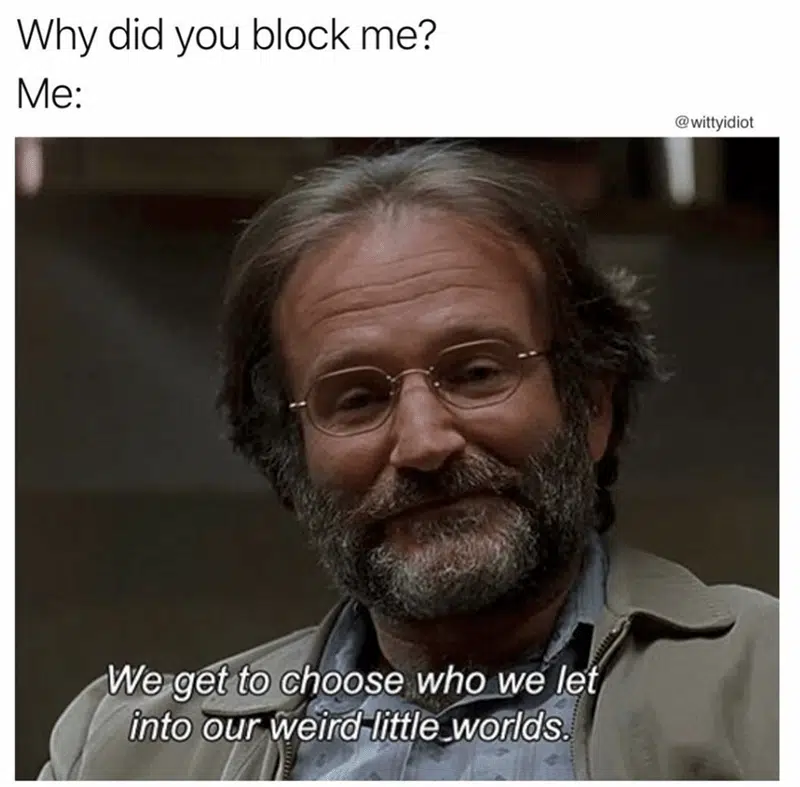 Why did you block me?
Me:
@wittyidiot
We get to choose who we let
into our weird little worlds.